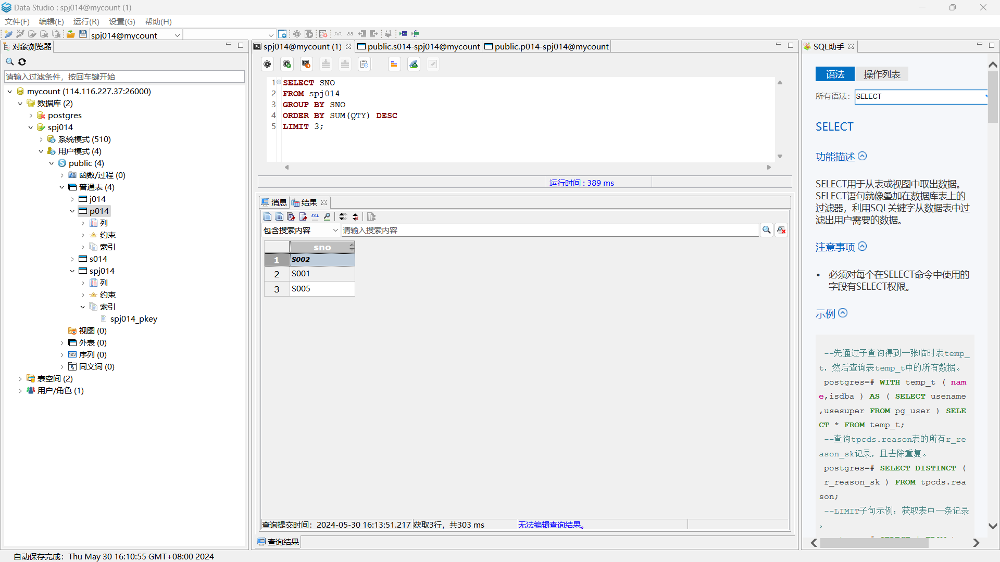 Data Studio : spj014@mycount (1)
文件(F) 编辑(E) 运行(R) 设置(G) 帮助(H)
spj014@mycount
对象浏览器
请输入过滤条件，按回车键开始
mycount (114.116.227.37:26000)
数据库 (2)
postgres
spj014
系统模式 (510)
用户模式 (4)
public (4)
函数/过程 (0)
普通表 (4)
j014
p014
列
约束
索引
s014
spj014
列
约束
索引
spj014_pkey
视图 (0)
外表 (0)
序列 (0)
同义词 (0)
表空间 (2)
用户/角色 (1)
spj014@mycount (1) public.s014-spj014@mycount public.p014-spj014@mycount
1 SELECT SNO
2 FROM spj014
3 GROUP BY SNO
4 ORDER BY SUM(QTY) DESC
5 LIMIT 3;
运行时间 : 389 ms
消息 结果
包含搜索内容 请输入搜索内容
sno
1 S002
2 S001
3 S005
查询提交时间：2024-05-30 16:13:51.217 获取3行，共303 ms 无法编辑查询结果。
查询结果
SQL助手
语法 操作列表
所有语法： SELECT
SELECT
功能描述
SELECT用于从表或视图中取出数据。
SELECT语句就像叠加在数据库表上的
过滤器，利用SQL关键字从数据表中过
滤出用户需要的数据。
注意事项
• 必须对每个在SELECT命令中使用的
字段有SELECT权限。
示例
--先通过子查询得到一张临时表temp_
t，然后查询表temp_t中的所有数据。
postgres=# WITH temp_t ( nam
e,isdba ) AS ( SELECT usename
,usesuper FROM pg_user ) SELE
CT * FROM temp_t;
--查询tpcds.reason表的所有r_re
ason_sk记录，且去除重复。
postgres=# SELECT DISTINCT (
r_reason_sk ) FROM tpcds.rea
son;
--LIMIT子句示例：获取表中一条记录
。
自动保存完成：Thu May 30 16:10:55 GMT+08:00 2024